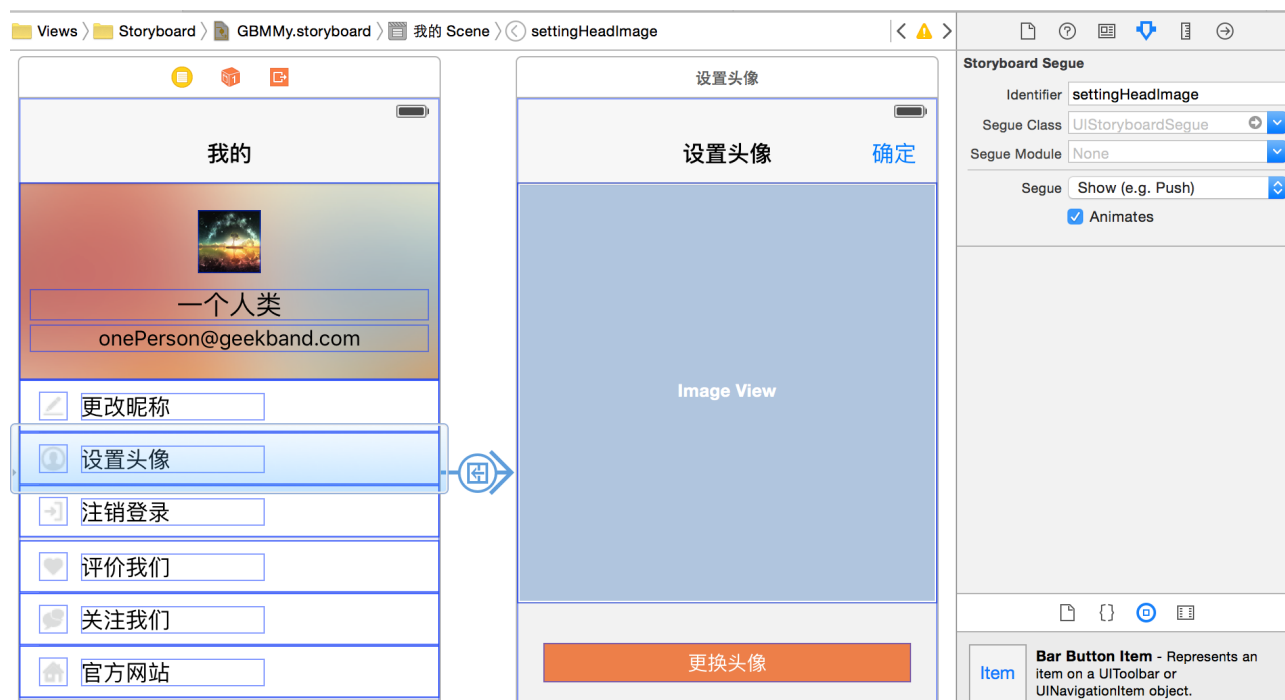 Views Storyboard GBMMy.storyboard 我的 Scene settingHeadImage
设置头像
我的
设置头像 确定
一个人类
onePerson@geekband.com
更改昵称
设置头像
注销登录
评价我们
关注我们
官方网站
Image View
更换头像
Storyboard Segue
Identifier settingHeadImage
Segue Class UIStoryboardSegue
Segue Module None
Segue Show (e.g. Push)
Animates
Item
Bar Button Item - Represents an
item on a UIToolbar or
UINavigationItem object.